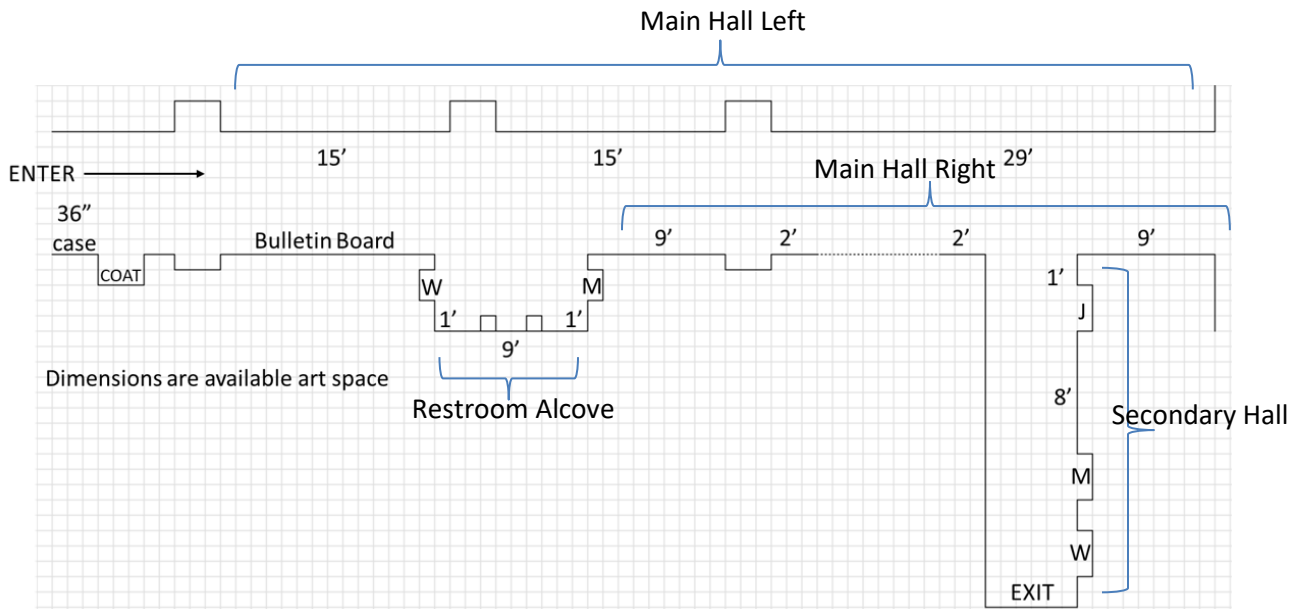 Main Hall Left
15’ 15’ 29’
ENTER
Main Hall Right
36”
case
Bulletin Board
9’ 2’ 2’ 9’
COAT
W M
1’ 1’
9’
1’
J
Dimensions are available art space
Restroom Alcove
8’
Secondary Hall
M
W
EXIT